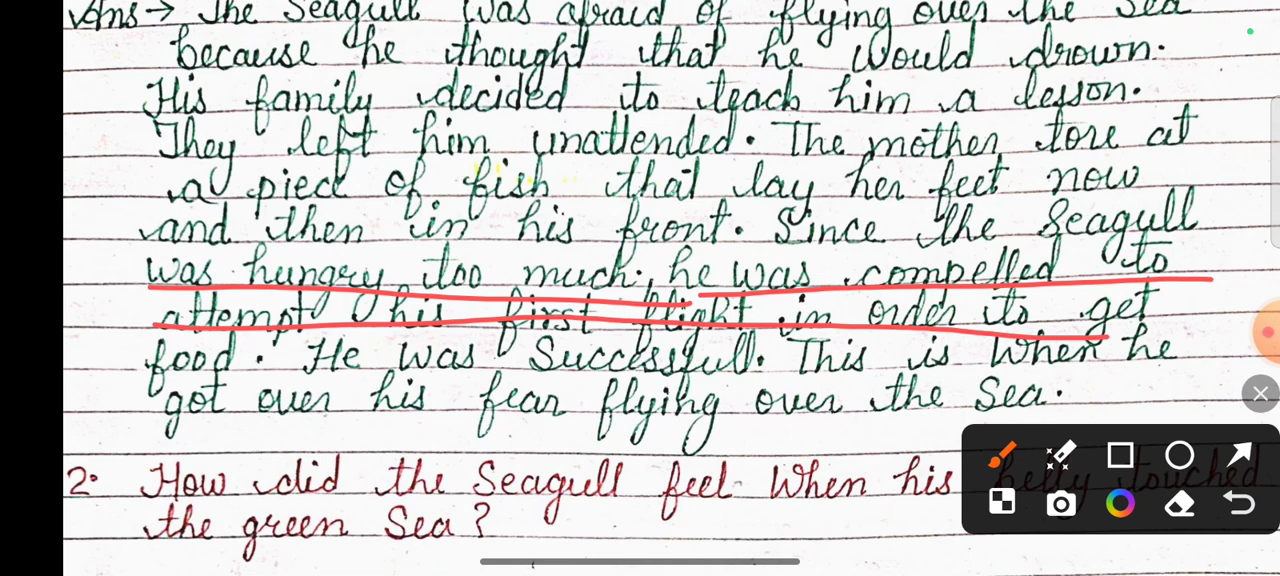 Ans → The Seagull was afraid of flying over the Sea
because he thought that he would drown.
His family decided to teach him a lesson.
They left him unattended. The mother tore at
a piece of fish that lay her feet now
and then in his front. Since the Seagull
was hungry too much, he was compelled to
attempt his first flight in order to get
food. He was Successfull. This is When he
got over his fear flying over the Sea.
2. How did the Seagull feel When his belly touched
the green Sea?